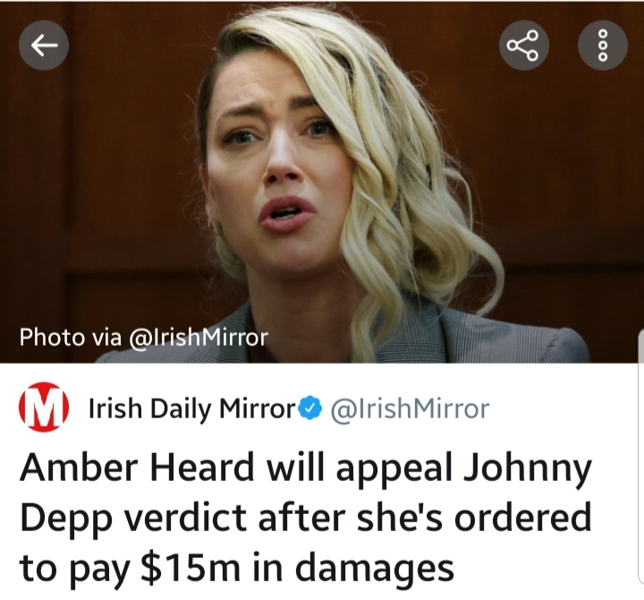 Photo via @IrishMirror
M
Irish Daily Mirror @IrishMirror
Amber Heard will appeal Johnny
Depp verdict after she's ordered
to pay $15m in damages